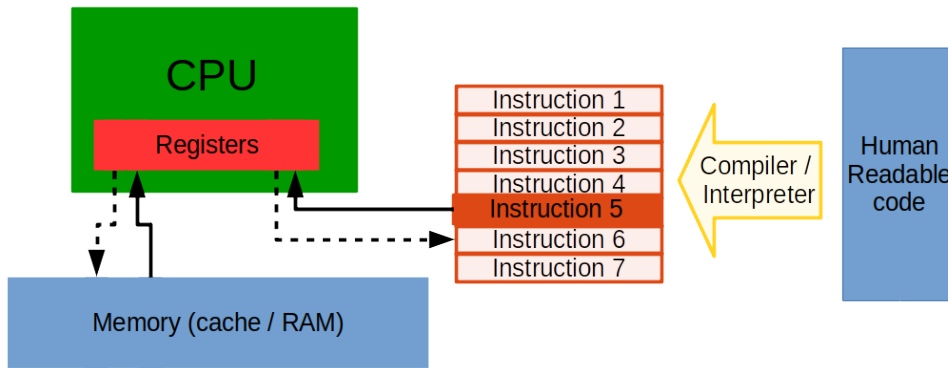 CPU
Registers
Memory (cache / RAM)
Instruction 1
Instruction 2
Instruction 3
Instruction 4
Instruction 5
Instruction 6
Instruction 7
Compiler /
Interpreter
Human
Readable
code